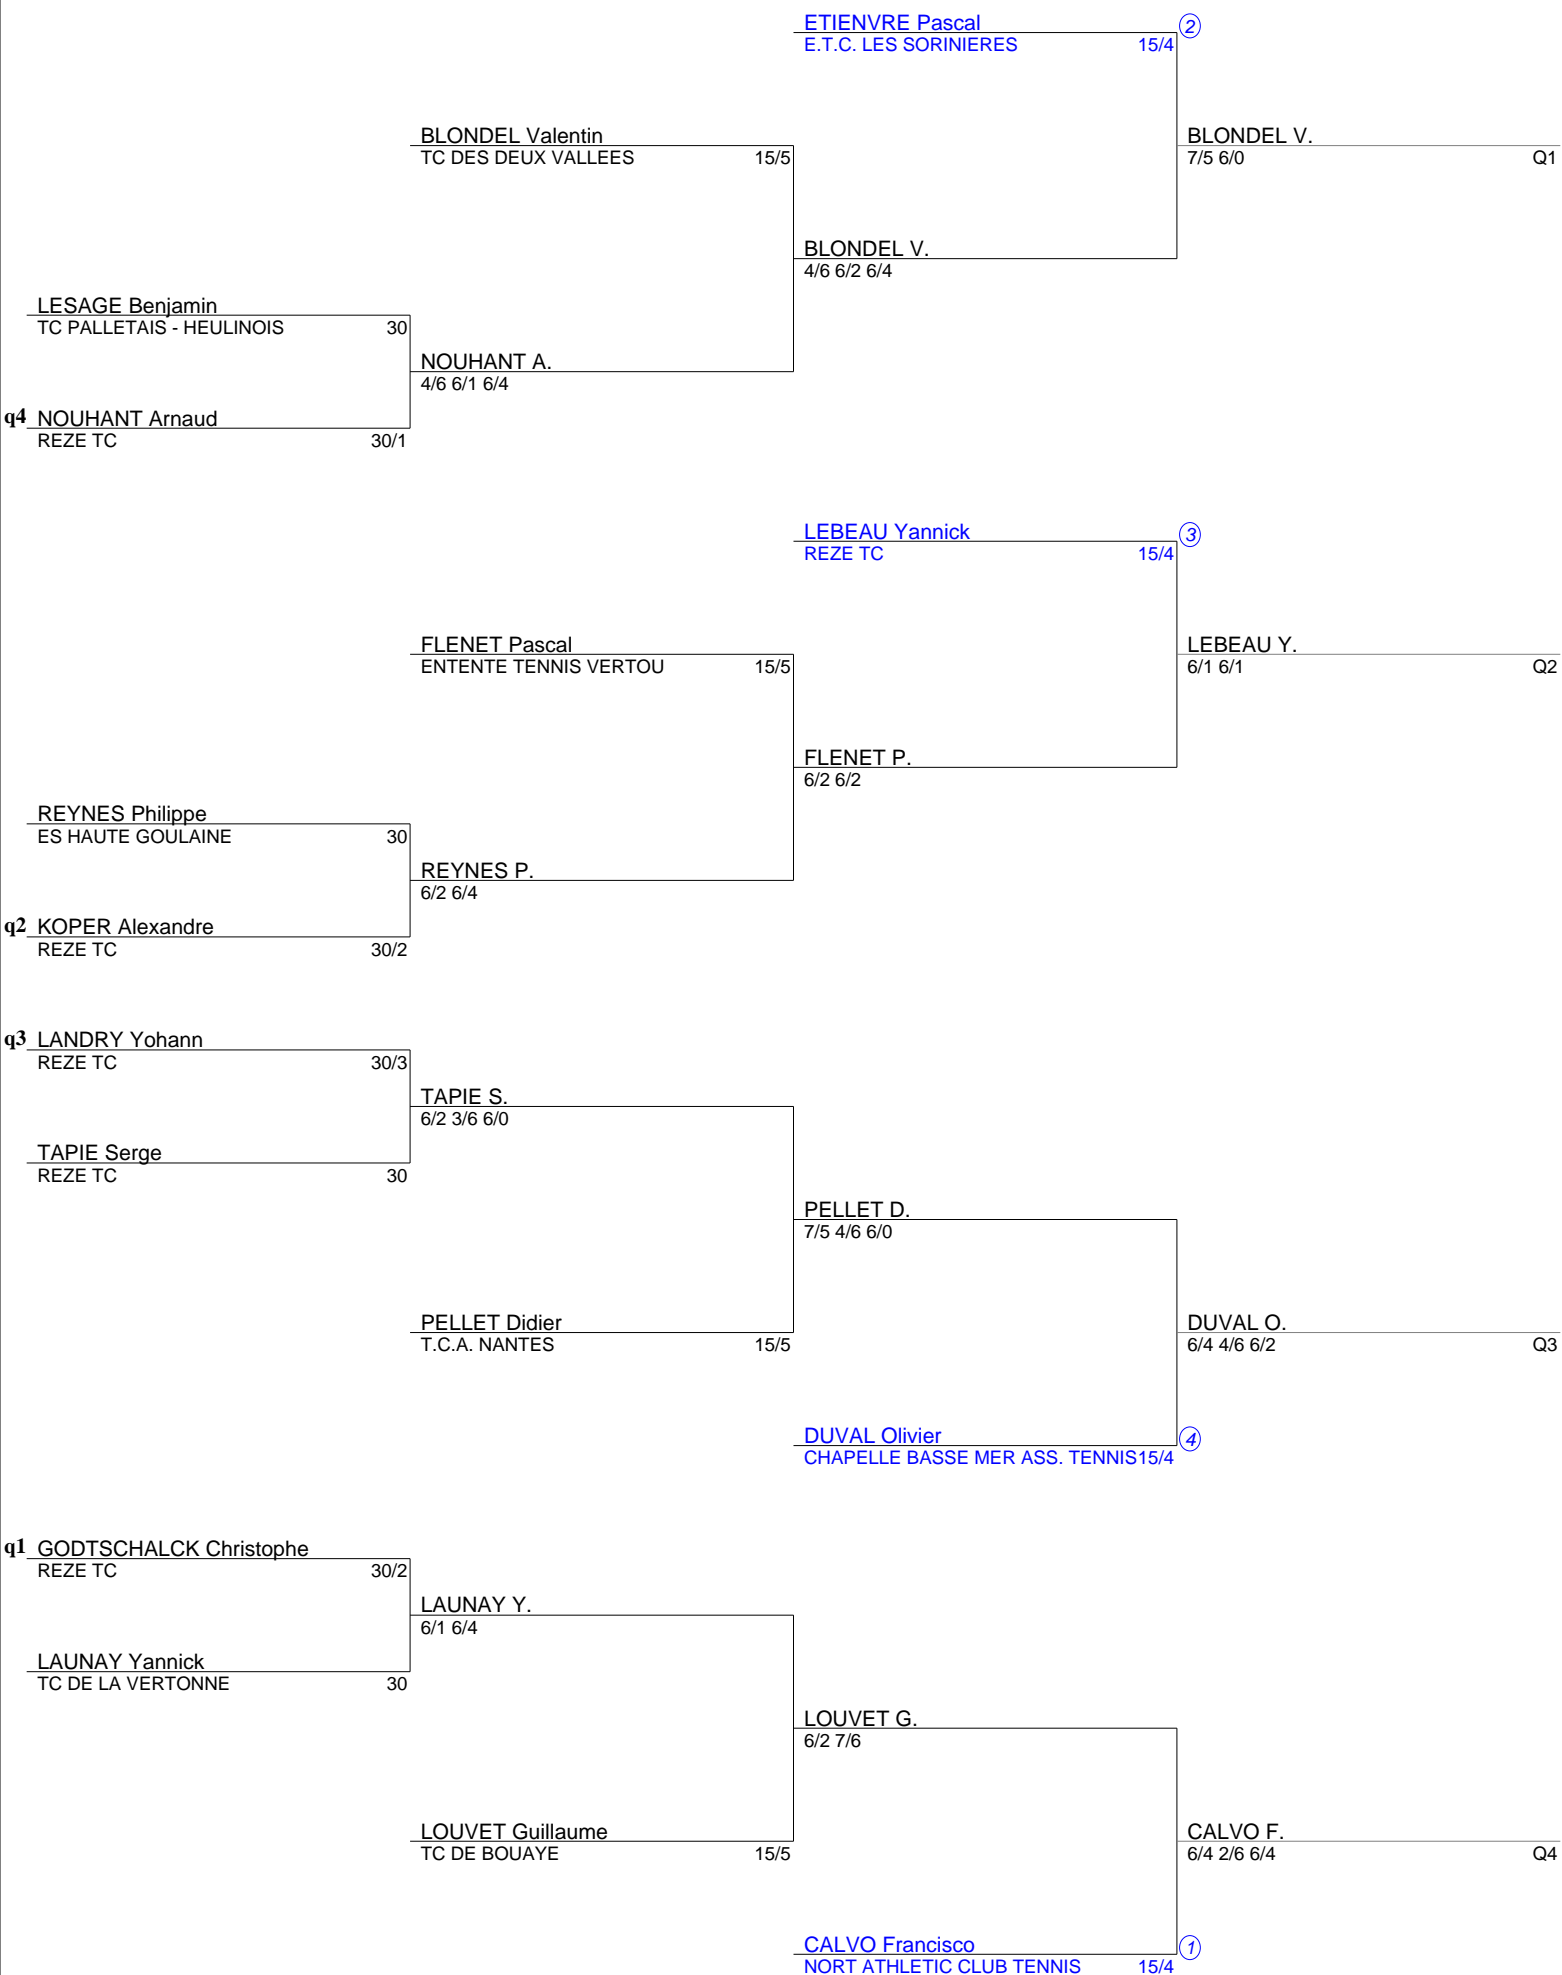 ETIENVRE Pascal 2
E.T.C. LES SORINIERES 15/4
BLONDEL Valentin
TC DES DEUX VALLEES 15/5
BLONDEL V.
7/5 6/0 Q1
BLONDEL V.
4/6 6/2 6/4
LESAGE Benjamin
TC PALLETAIS - HEULINOIS 30
NOUHANT A.
4/6 6/1 6/4
q4 NOUHANT Arnaud
REZE TC 30/1
LEBEAU Yannick 3
REZE TC 15/4
FLENET Pascal
ENTENTE TENNIS VERTOU 15/5
LEBEAU Y.
6/1 6/1 Q2
FLENET P.
6/2 6/2
REYNES Philippe
ES HAUTE GOULAINE 30
REYNES P.
6/2 6/4
q2 KOPER Alexandre
REZE TC 30/2
q3 LANDRY Yohann
REZE TC 30/3
TAPIE S.
6/2 3/6 6/0
TAPIE Serge
REZE TC 30
PELLET D.
7/5 4/6 6/0
PELLET Didier
T.C.A. NANTES 15/5
DUVAL O.
6/4 4/6 6/2 Q3
DUVAL Olivier 4
CHAPELLE BASSE MER ASS. TENNIS15/4
q1 GODTSCHALCK Christophe
REZE TC 30/2
LAUNAY Y.
6/1 6/4
LAUNAY Yannick
TC DE LA VERTONNE 30
LOUVET G.
6/2 7/6
LOUVET Guillaume
TC DE BOUAYE 15/5
CALVO F.
6/4 2/6 6/4 Q4
CALVO Francisco 1
NORT ATHLETIC CLUB TENNIS 15/4